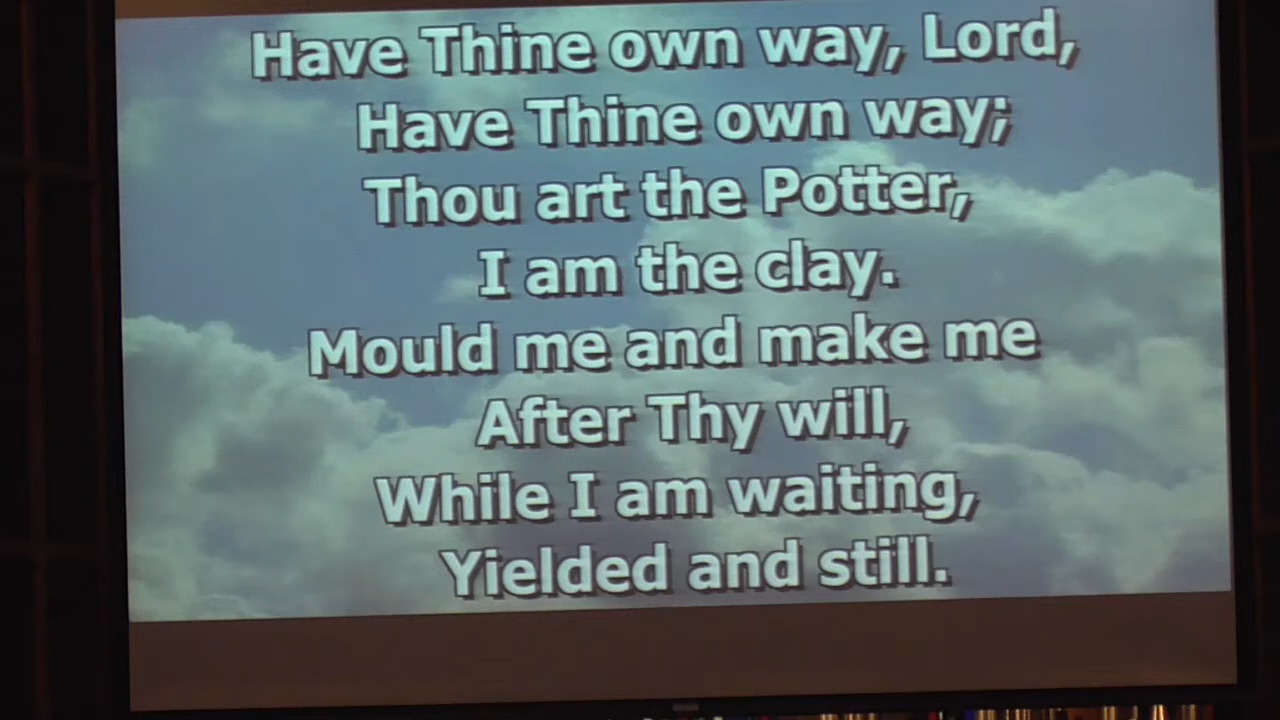 Have Thine own way, Lord,
Have Thine own way;
Thou art the Potter,
I am the clay.
Mould me and make me
After Thy will,
While I am waiting,
Yielded and still.